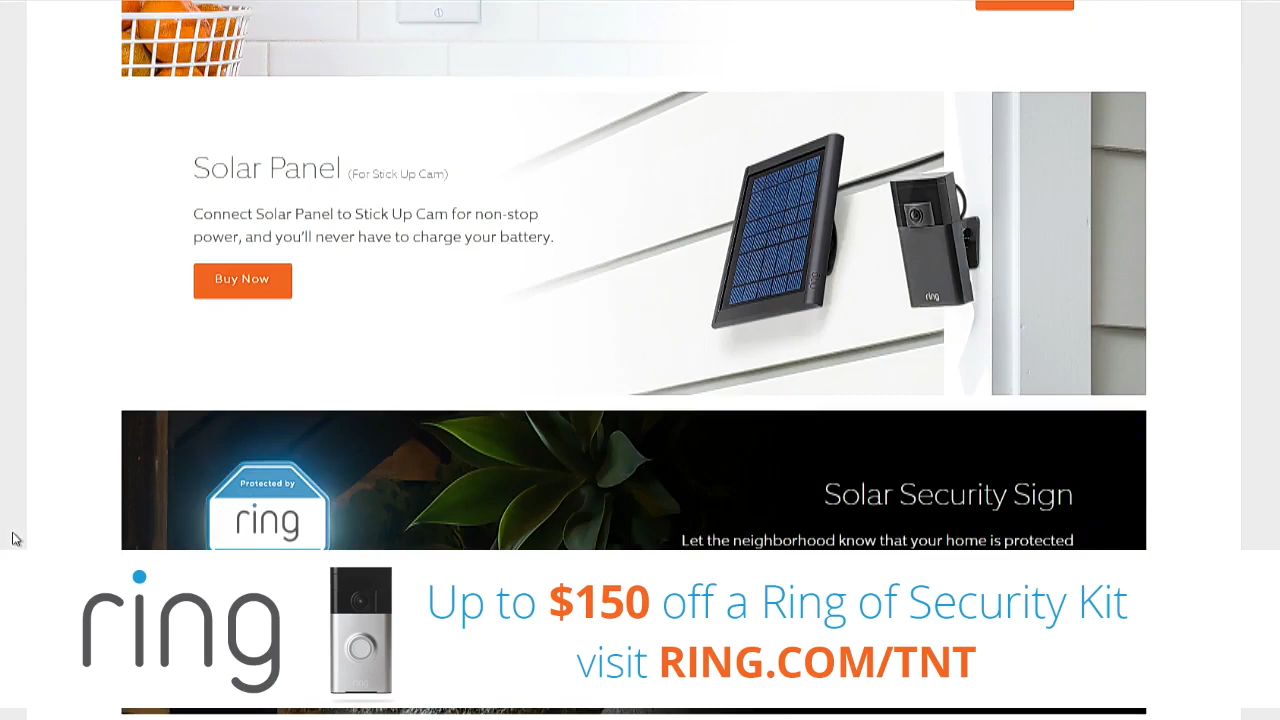 Solar Panel (For Stick Up Cam)
Connect Solar Panel to Stick Up Cam for non-stop
power, and you'll never have to charge your battery.
Buy Now
ring
Protected by
ring
Solar Security Sign
Let the neighborhood know that your home is protected
ring
Up to $150 off a Ring of Security Kit
visit RING.COM/TNT